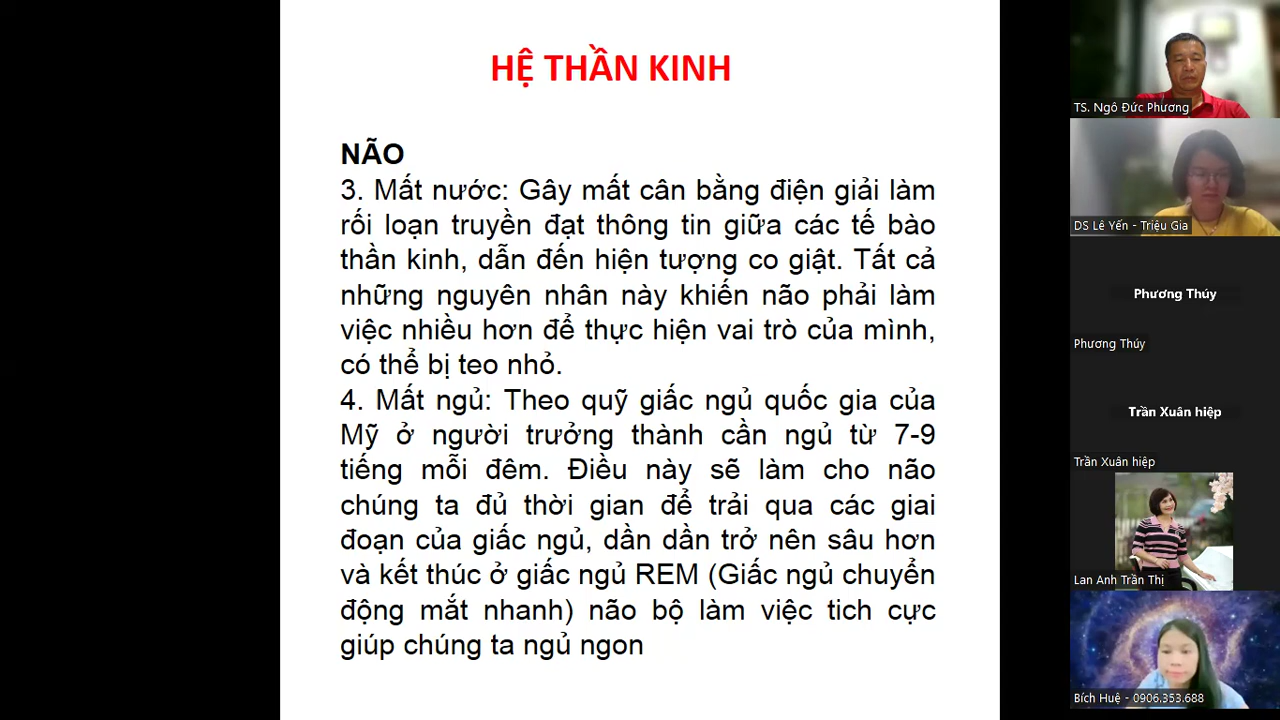 HỆ THẦN KINH
NÃO
3. Mất nước: Gây mất cân bằng điện giải làm
rối loạn truyền đạt thông tin giữa các tế bào
thần kinh, dẫn đến hiện tượng co giật. Tất cả
những nguyên nhân này khiến não phải làm
việc nhiều hơn để thực hiện vai trò của mình,
có thể bị teo nhỏ.
4. Mất ngủ: Theo quỹ giấc ngủ quốc gia của
Mỹ ở người trưởng thành cần ngủ từ 7-9
tiếng mỗi đêm. Điều này sẽ làm cho não
chúng ta đủ thời gian để trải qua các giai
đoạn của giấc ngủ, dần dần trở nên sâu hơn
và kết thúc ở giấc ngủ REM (Giấc ngủ chuyển
động mắt nhanh) não bộ làm việc tich cực
giúp chúng ta ngủ ngon
TS. Ngô Đức Phương
DS Lê Yến - Triệu Gia
Phương Thúy
Phương Thúy
Trần Xuân hiệp
Trần Xuân hiệp
Lan Anh Trần Thị
Bích Huệ - 0906.353.688